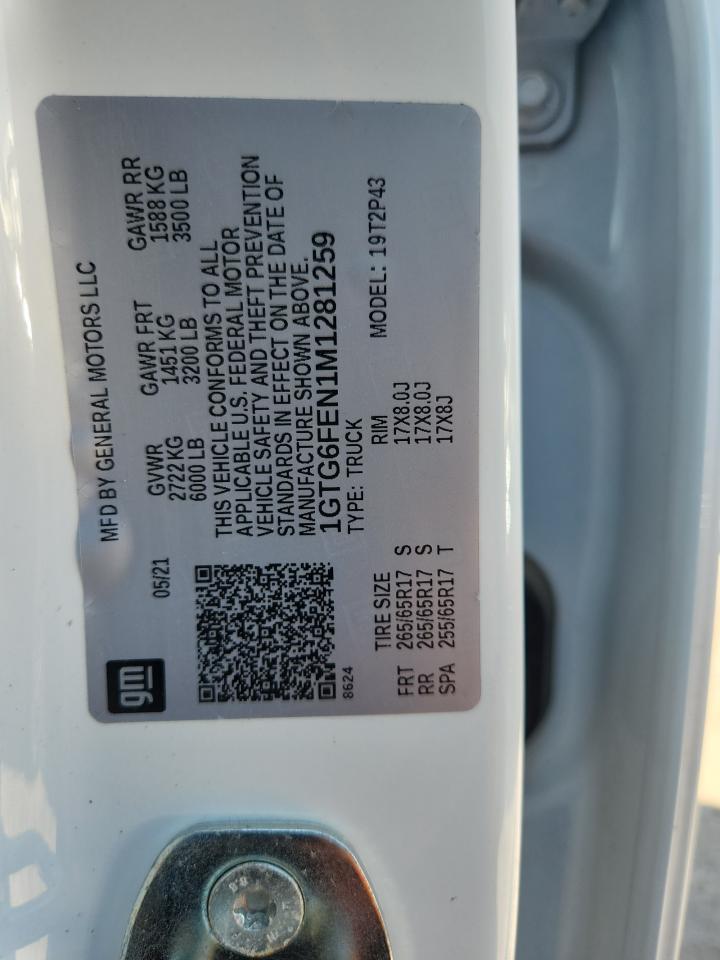 gm
MFD BY GENERAL MOTORS LLC
05/21
GVWR GAWR FRT GAWR RR
2722 KG 1451 KG 1588 KG
6000 LB 3200 LB 3500 LB
THIS VEHICLE CONFORMS TO ALL
APPLICABLE U.S. FEDERAL MOTOR
VEHICLE SAFETY AND THEFT PREVENTION
STANDARDS IN EFFECT ON THE DATE OF
MANUFACTURE SHOWN ABOVE.
1GTG6FEN1M1281259
8624
TYPE: TRUCK MODEL: 19T2P43
TIRE SIZE RIM
FRT 265/65R17 S 17X8.0J
RR 265/65R17 S 17X8.0J
SPA 255/65R17 T 17X8J